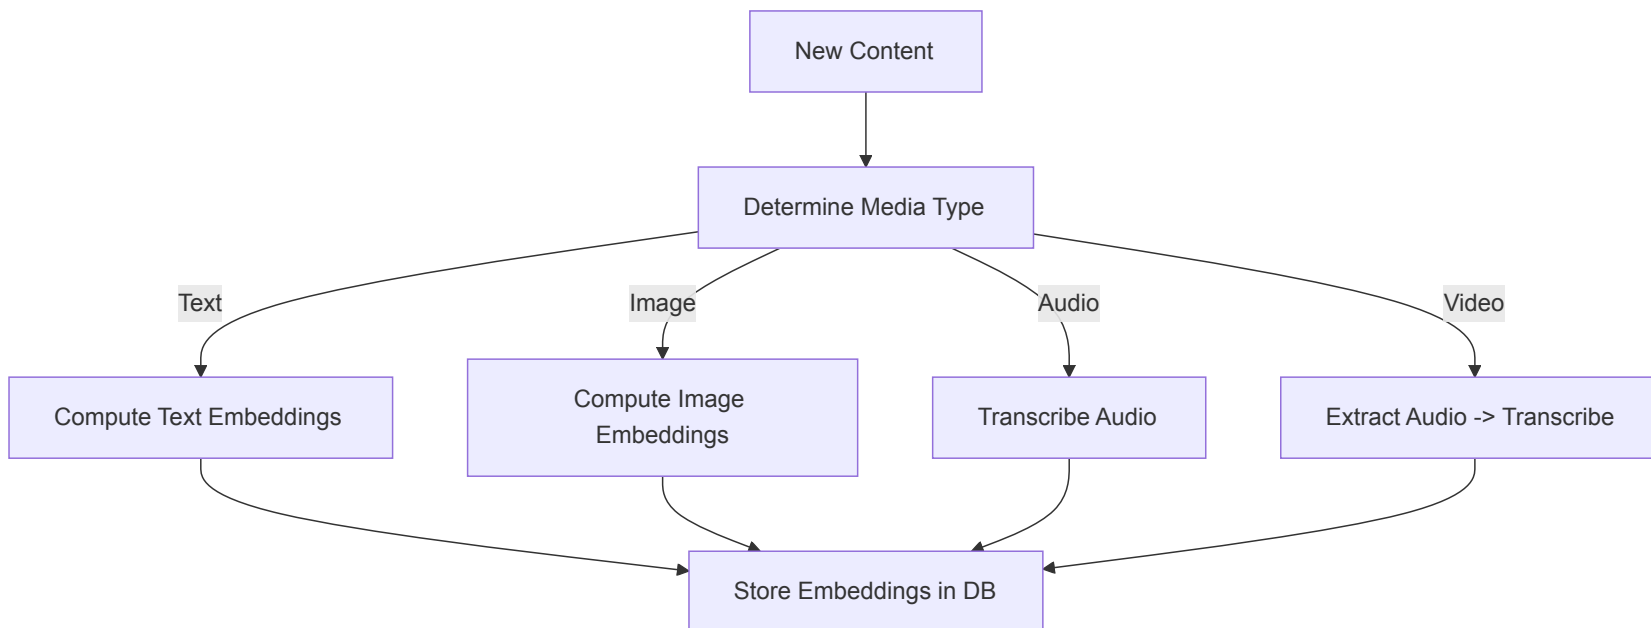 New Content
Determine Media Type
Text
Image
Audio
Video
Compute Text Embeddings
Compute Image
Embeddings
Transcribe Audio
Extract Audio -> Transcribe
Store Embeddings in DB